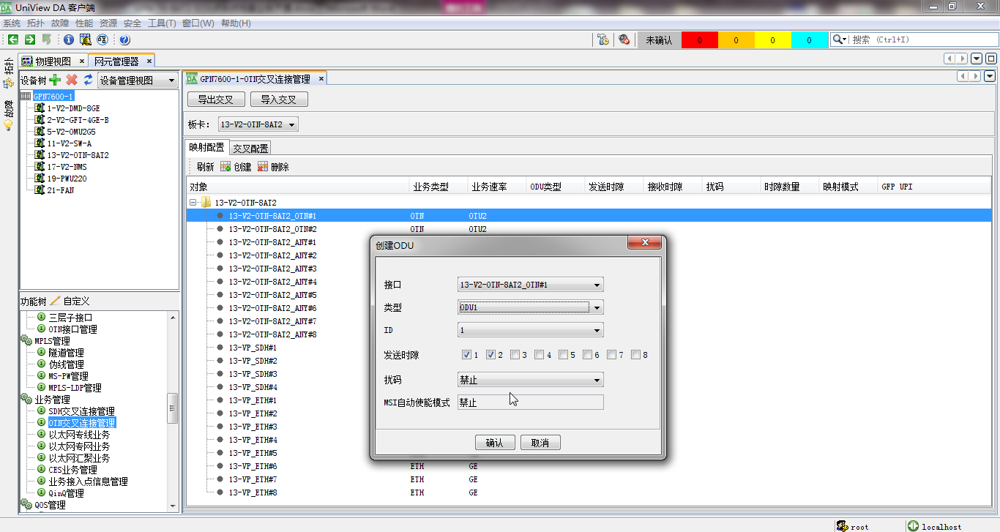 UniView DA 客户端
系统 拓扑 故障 性能 资源 安全 工具(T) 窗口(W) 帮助(H)
未确认 0 0 0 0 搜索 (Ctrl+I)
拓扑
故障
物理视图 网元管理器
设备树 设备管理视图
GPN7600-1
1-V2-DMD-8GE
2-V2-GFT-4GE-B
5-V2-OMU2G5
11-V2-SW-A
13-V2-OTN-8AT2
17-V2-NMS
19-PWU220
21-FAN
功能树 自定义
三层子接口
OTN接口管理
MPLS管理
隧道管理
伪线管理
MS-PW管理
MPLS-LDP管理
业务管理
SDH交叉连接管理
OTN交叉连接管理
以太网专线业务
以太网专网业务
以太网汇聚业务
CES业务管理
业务接入点信息管理
QinQ管理
QOS管理
GPN7600-1-OTN交叉连接管理
导出交叉 导入交叉
板卡: 13-V2-OTN-8AT2
映射配置 交叉配置
刷新 创建 删除
对象 业务类型 业务速率 ODU类型 发送时隙 接收时隙 扰码 时隙数量 映射模式 GFP UPI
13-V2-OTN-8AT2
13-V2-OTN-8AT2_OTN#1 OTN OTU2
13-V2-OTN-8AT2_OTN#2 OTN OTU2
13-V2-OTN-8AT2_ANY#1
13-V2-OTN-8AT2_ANY#2
13-V2-OTN-8AT2_ANY#3
13-V2-OTN-8AT2_ANY#4
13-V2-OTN-8AT2_ANY#5
13-V2-OTN-8AT2_ANY#6
13-V2-OTN-8AT2_ANY#7
13-V2-OTN-8AT2_ANY#8
13-VP_SDH#1
13-VP_SDH#2
13-VP_SDH#3
13-VP_SDH#4
13-VP_ETH#1
13-VP_ETH#2
13-VP_ETH#3
13-VP_ETH#4
13-VP_ETH#5
13-VP_ETH#6 ETH GE
13-VP_ETH#7 ETH GE
13-VP_ETH#8 ETH GE
创建ODU
接口 13-V2-OTN-8AT2_OTN#1
类型 ODU1
ID 1
发送时隙 1 2 3 4 5 6 7 8
扰码 禁止
MSI自动使能模式 禁止
确认 取消
root localhost